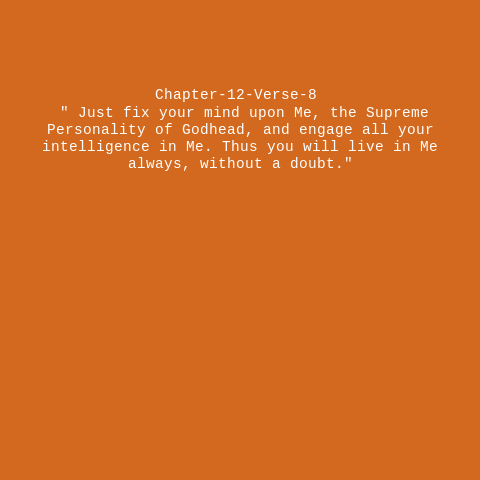 Chapter-12-Verse-8
" Just fix your mind upon Me, the Supreme
Personality of Godhead, and engage all your
intelligence in Me. Thus you will live in Me
always, without a doubt."